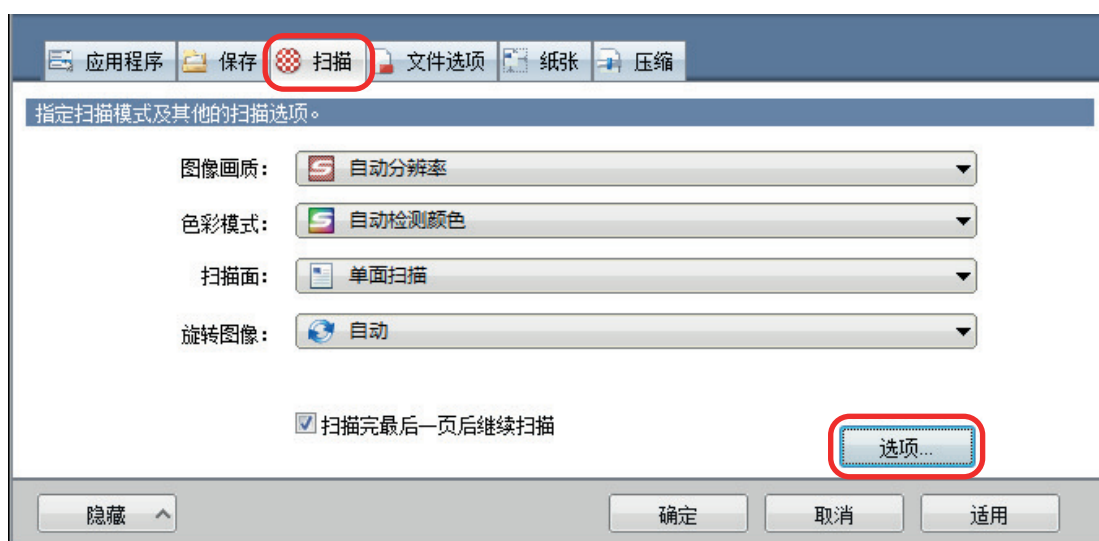 应用程序 保存 扫描 文件选项 纸张 压缩
指定扫描模式及其他的扫描选项。
图像画质： 自动分辨率
色彩模式： 自动检测颜色
扫描面： 单面扫描
旋转图像： 自动
扫描完最后一页后继续扫描
选项...
隐藏 确定 取消 适用